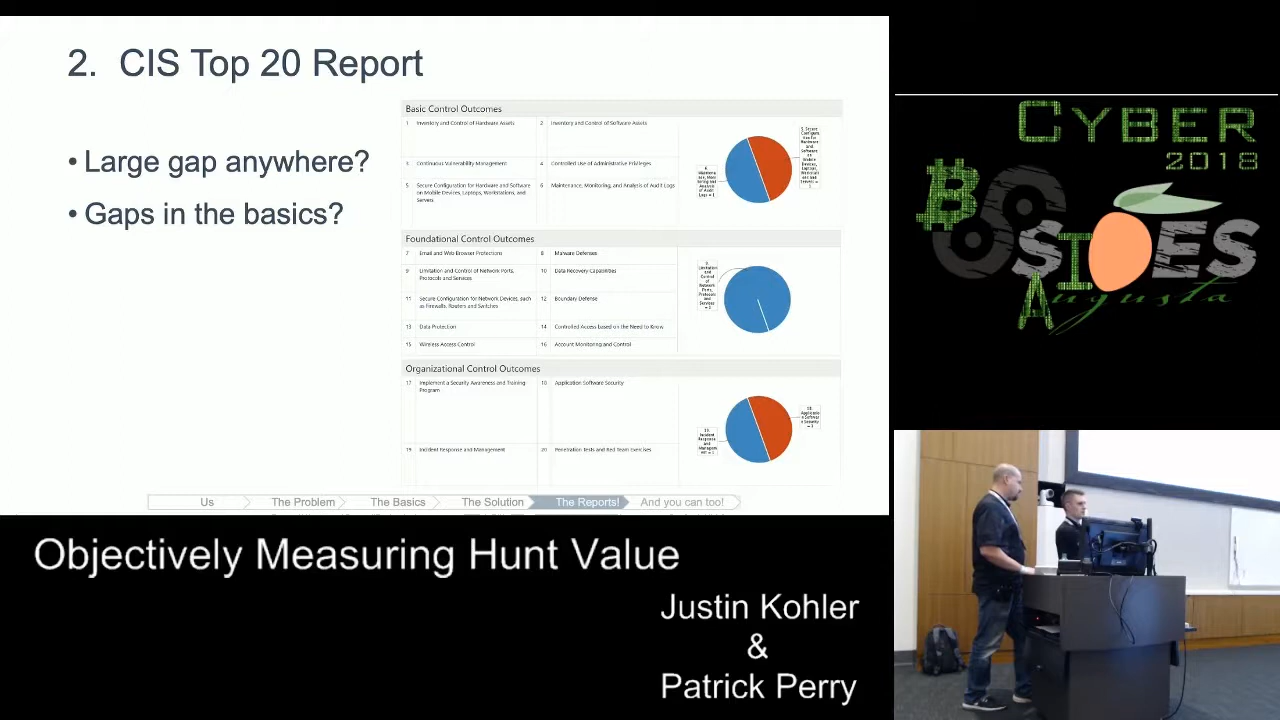 2. CIS Top 20 Report
• Large gap anywhere?
• Gaps in the basics?
Basic Control Outcomes
1 Inventory and Control of Hardware Assets
2 Inventory and Control of Software Assets
3 Continuous Vulnerability Management
4 Controlled Use of Administrative Privileges
5 Secure Configuration for Hardware and Software
on Mobile Devices, Laptops, Workstations, and
Servers
6 Maintenance, Monitoring, and Analysis of Audit Logs
Foundational Control Outcomes
7 Email and Web Browser Protections
8 Malware Defenses
9 Limitation and Control of Network Ports,
Protocols and Services
10 Data Recovery Capabilities
11 Secure Configuration for Network Devices, such
as Firewalls, Routers and Switches
12 Boundary Defense
13 Data Protection
14 Controlled Access based on the Need to Know
15 Wireless Access Control
16 Account Monitoring and Control
Organizational Control Outcomes
17 Implement a Security Awareness and Training
Program
18 Application Software Security
19 Incident Response and Management
20 Penetration Tests and Red Team Exercises
Us
The Problem
The Basics
The Solution
The Reports!
And you can too!
Objectively Measuring Hunt Value
Justin Kohler
&
Patrick Perry
CYBER
2018
BSIDES
Augusta